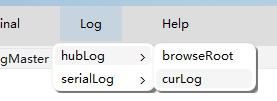 inal Log Help
gMaster hubLog > browseRoot
serialLog > curLog